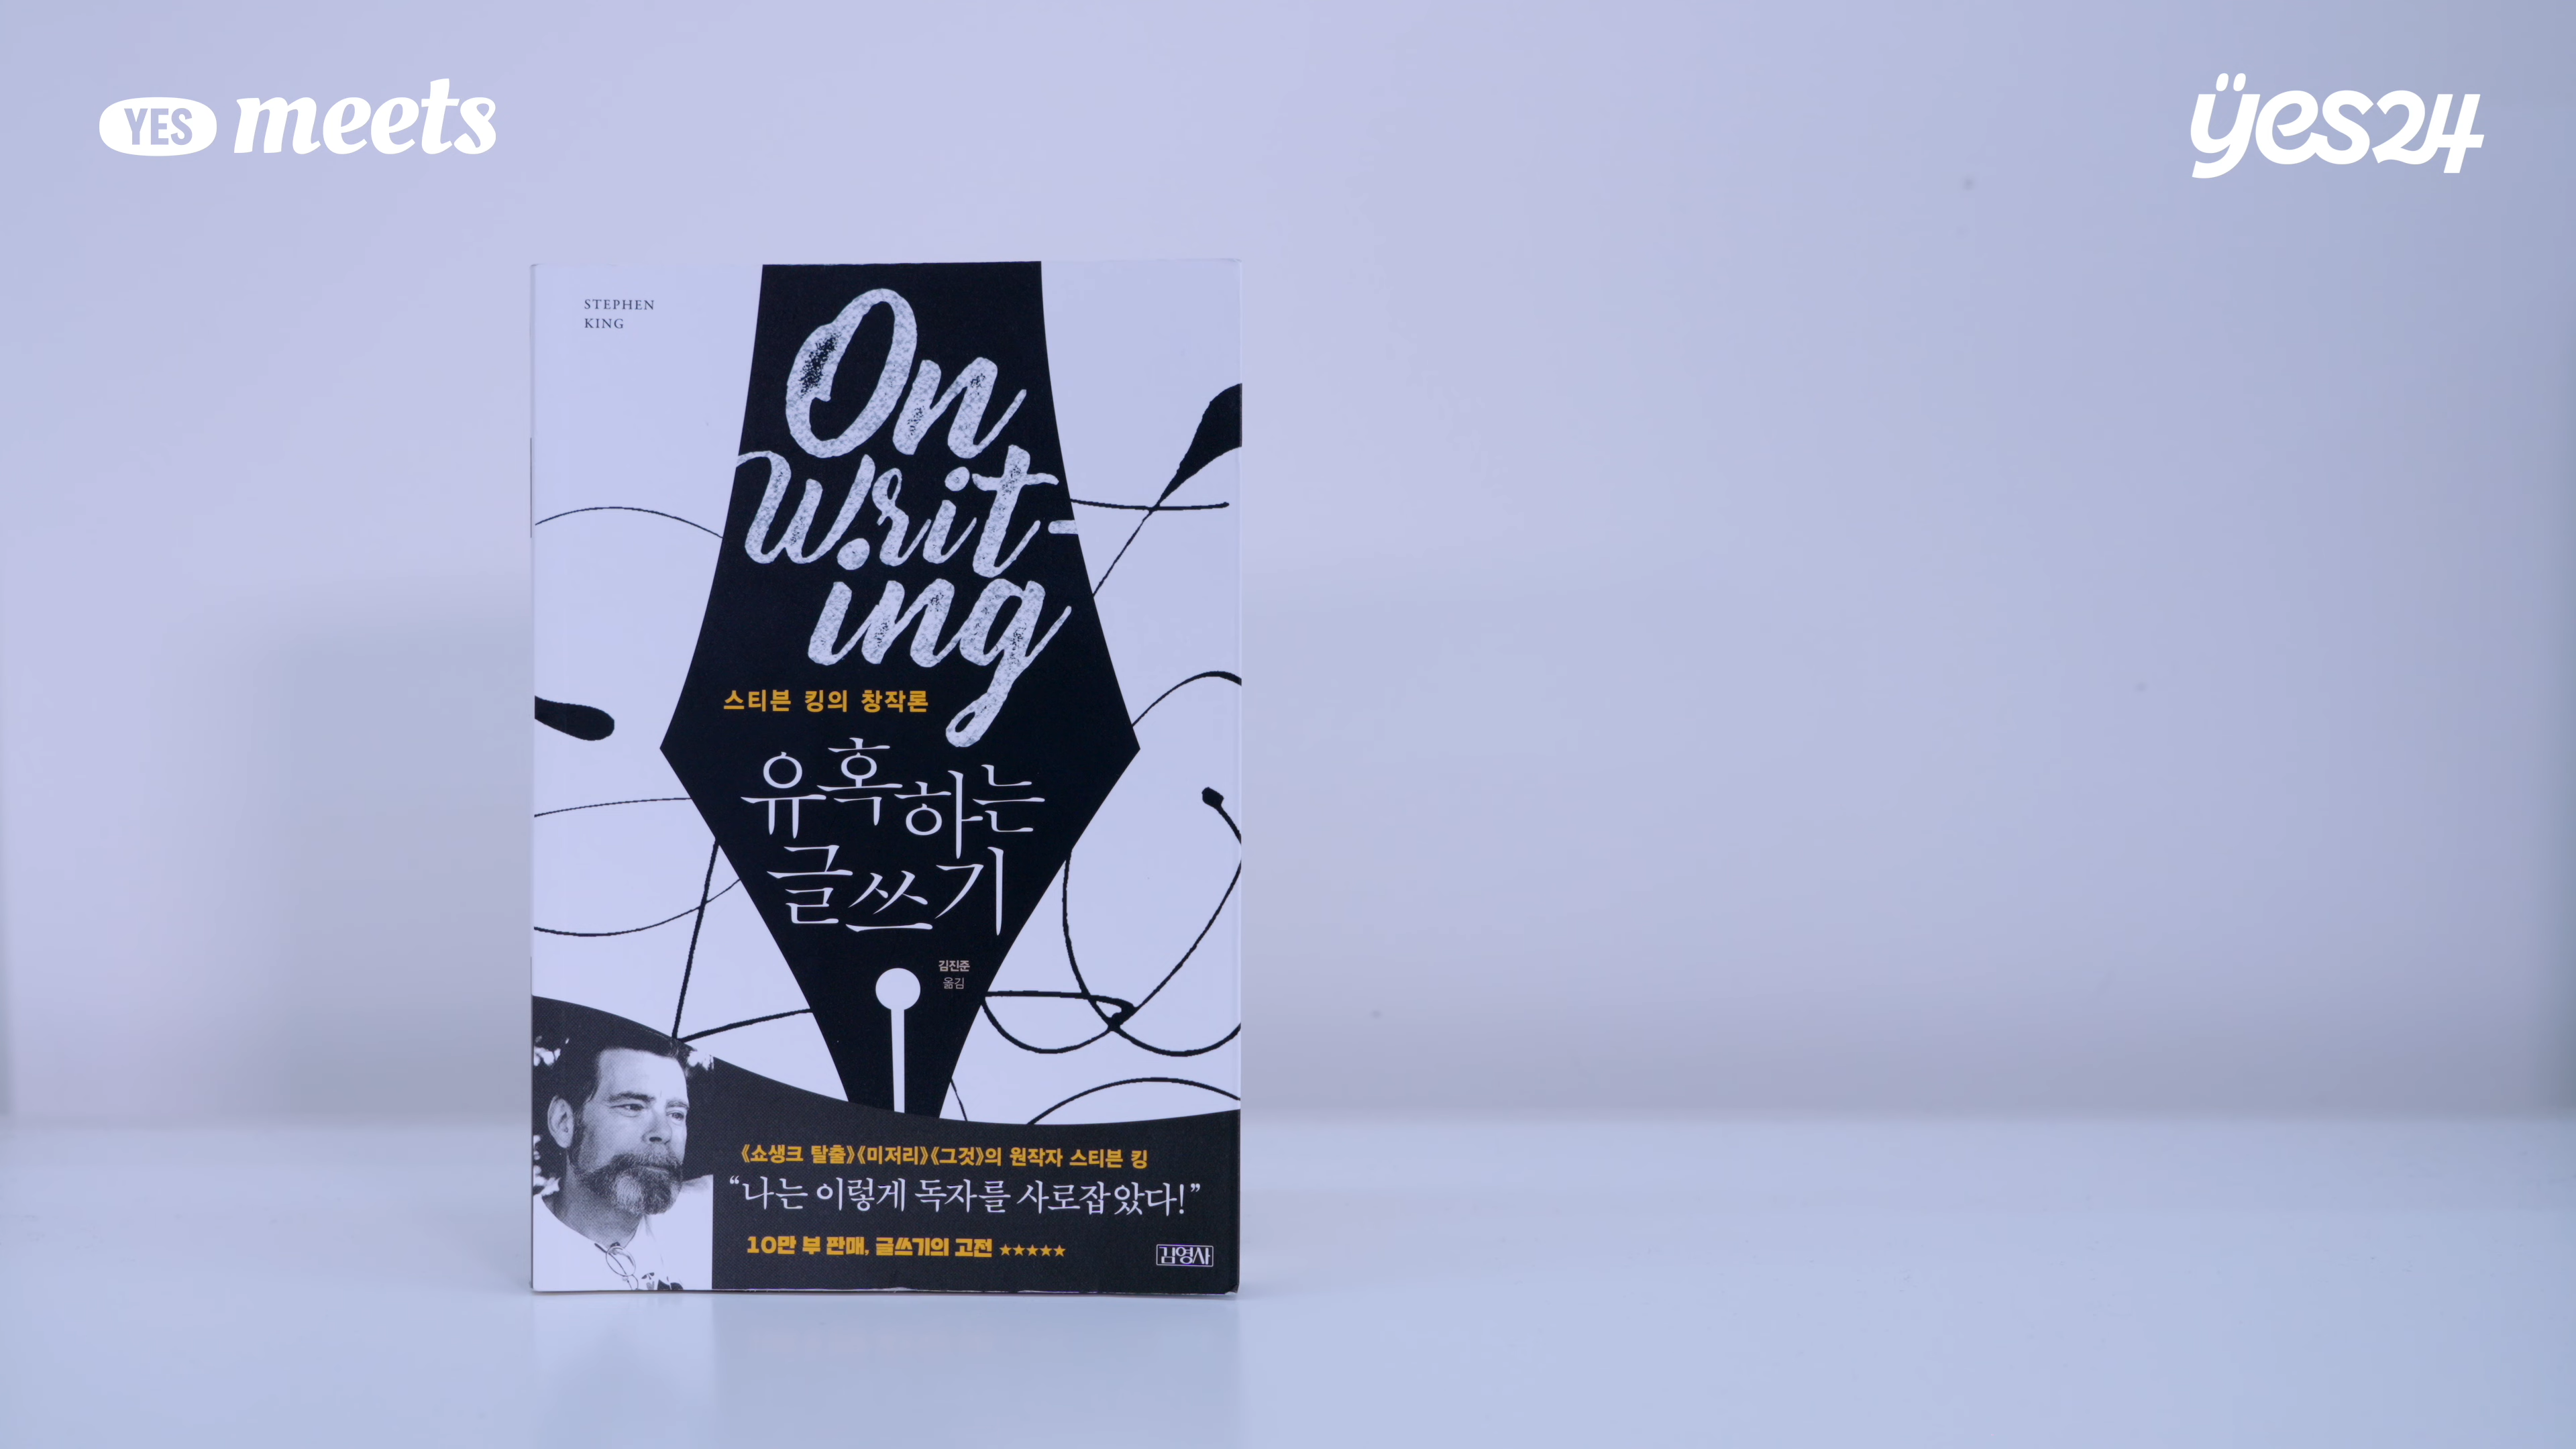 YES meets
yes24
STEPHEN
KING
On
writ-
ing
스티븐 킹의 창작론
유혹하는
글쓰기
김진준
옮김
《쇼생크 탈출》《미저리》《그것》의 원작자 스티븐 킹
“나는 이렇게 독자를 사로잡았다!”
10만 부 판매, 글쓰기의 고전 ★★★★★
김영사